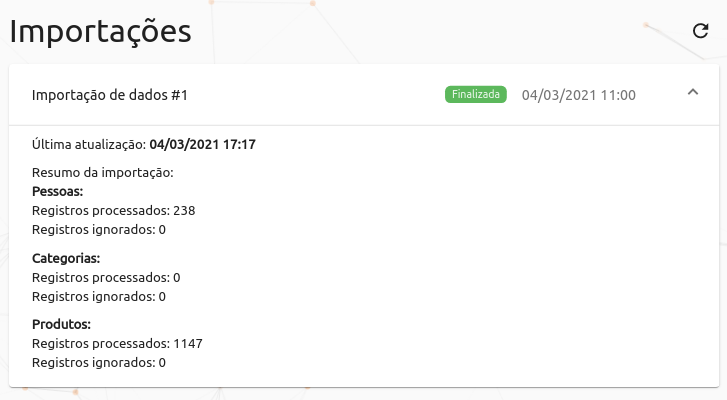 Importações
Importação de dados #1
Finalizada
04/03/2021 11:00
Última atualização: 04/03/2021 17:17
Resumo da importação:
Pessoas:
Registros processados: 238
Registros ignorados: 0
Categorias:
Registros processados: 0
Registros ignorados: 0
Produtos:
Registros processados: 1147
Registros ignorados: 0